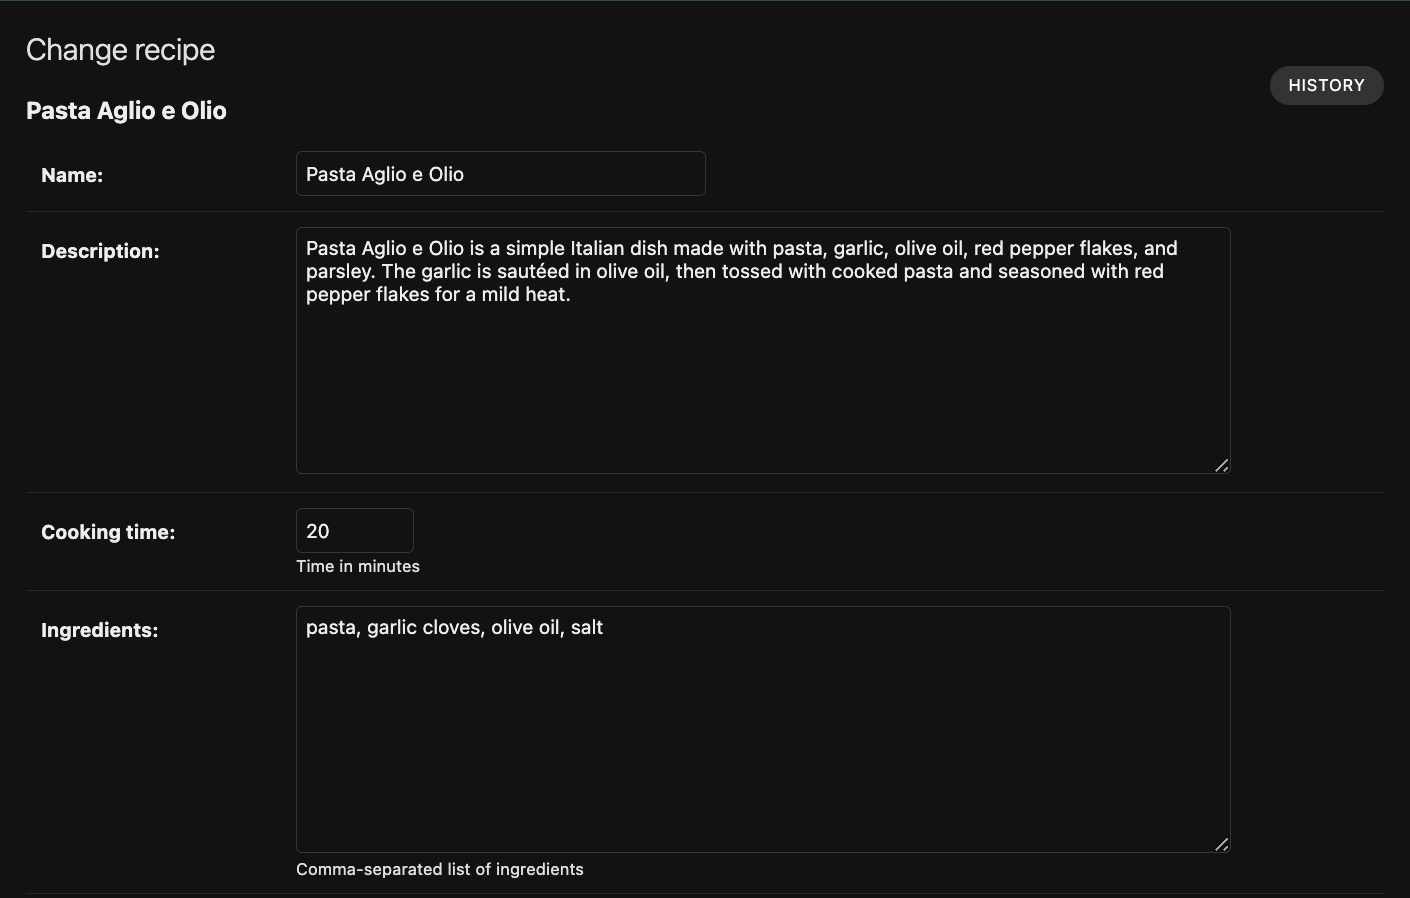 Change recipe
HISTORY
Pasta Aglio e Olio
Name:
Pasta Aglio e Olio
Description:
Pasta Aglio e Olio is a simple Italian dish made with pasta, garlic, olive oil, red pepper flakes, and
parsley. The garlic is sautéed in olive oil, then tossed with cooked pasta and seasoned with red
pepper flakes for a mild heat.
Cooking time:
20
Time in minutes
Ingredients:
pasta, garlic cloves, olive oil, salt
Comma-separated list of ingredients